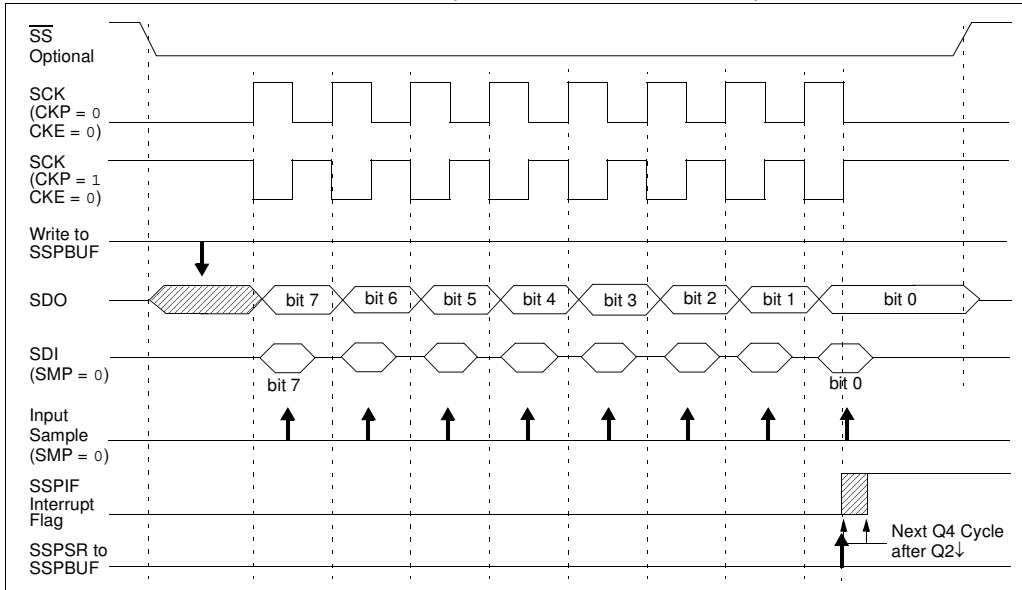 SS
Optional
SCK
(CKP = 0
CKE = 0)
SCK
(CKP = 1
CKE = 0)
Write to
SSPBUF
SDO
bit 7 bit 6 bit 5 bit 4 bit 3 bit 2 bit 1 bit 0
SDI
(SMP = 0)
bit 7 bit 0
Input
Sample
(SMP = 0)
SSPIF
Interrupt
Flag
Next Q4 Cycle
after Q2↓
SSPSR to
SSPBUF